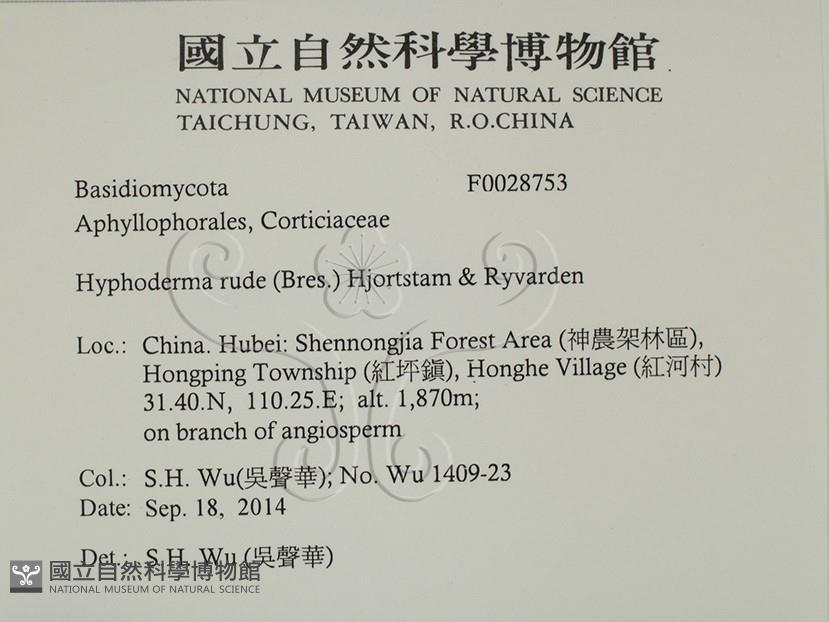 國立自然科學博物館
NATIONAL MUSEUM OF NATURAL SCIENCE
TAICHUNG, TAIWAN, R.O.CHINA
Basidiomycota F0028753
Aphyllophorales, Corticiaceae
Hyphoderma rude (Bres.) Hjortstam & Ryvarden
Loc.: China. Hubei: Shennongjia Forest Area (神農架林區),
Hongping Township (紅坪鎮), Honghe Village (紅河村)
31.40.N, 110.25.E; alt. 1,870m;
on branch of angiosperm
Col.: S.H. Wu(吳聲華); No. Wu 1409-23
Date: Sep. 18, 2014
Det.: S.H. Wu (吳聲華)
國立自然科學博物館
NATIONAL MUSEUM OF NATURAL SCIENCE